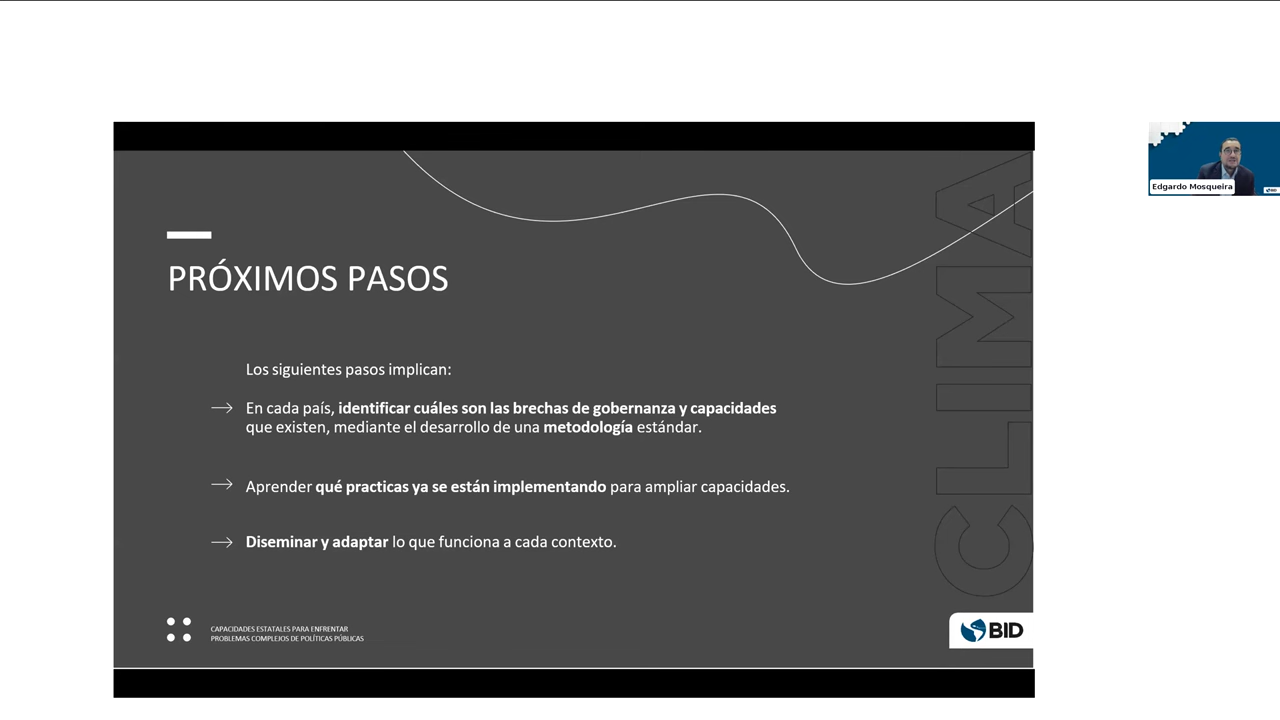 PRÓXIMOS PASOS
Los siguientes pasos implican:
En cada país, identificar cuáles son las brechas de gobernanza y capacidades
que existen, mediante el desarrollo de una metodología estándar.
Aprender qué practicas ya se están implementando para ampliar capacidades.
Diseminar y adaptar lo que funciona a cada contexto.
CLIMA
CAPACIDADES ESTATALES PARA ENFRENTAR
PROBLEMAS COMPLEJOS DE POLÍTICAS PÚBLICAS
BID
Edgardo Mosqueira
BID